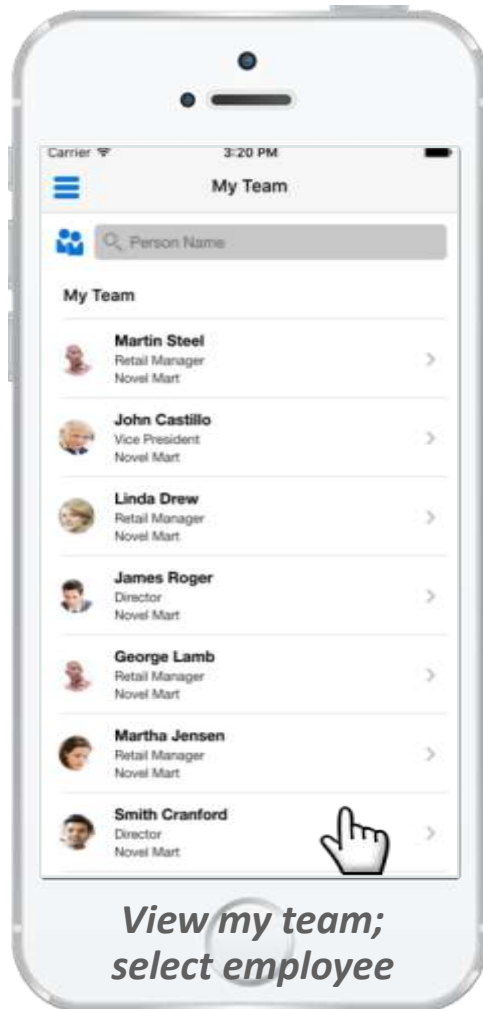 Carrier 3:20 PM
My Team
Person Name
My Team
Martin Steel
Retail Manager
Novel Mart
John Castillo
Vice President
Novel Mart
Linda Drew
Retail Manager
Novel Mart
James Roger
Director
Novel Mart
George Lamb
Retail Manager
Novel Mart
Martha Jensen
Retail Manager
Novel Mart
Smith Cranford
Director
Novel Mart
View my team;
select employee